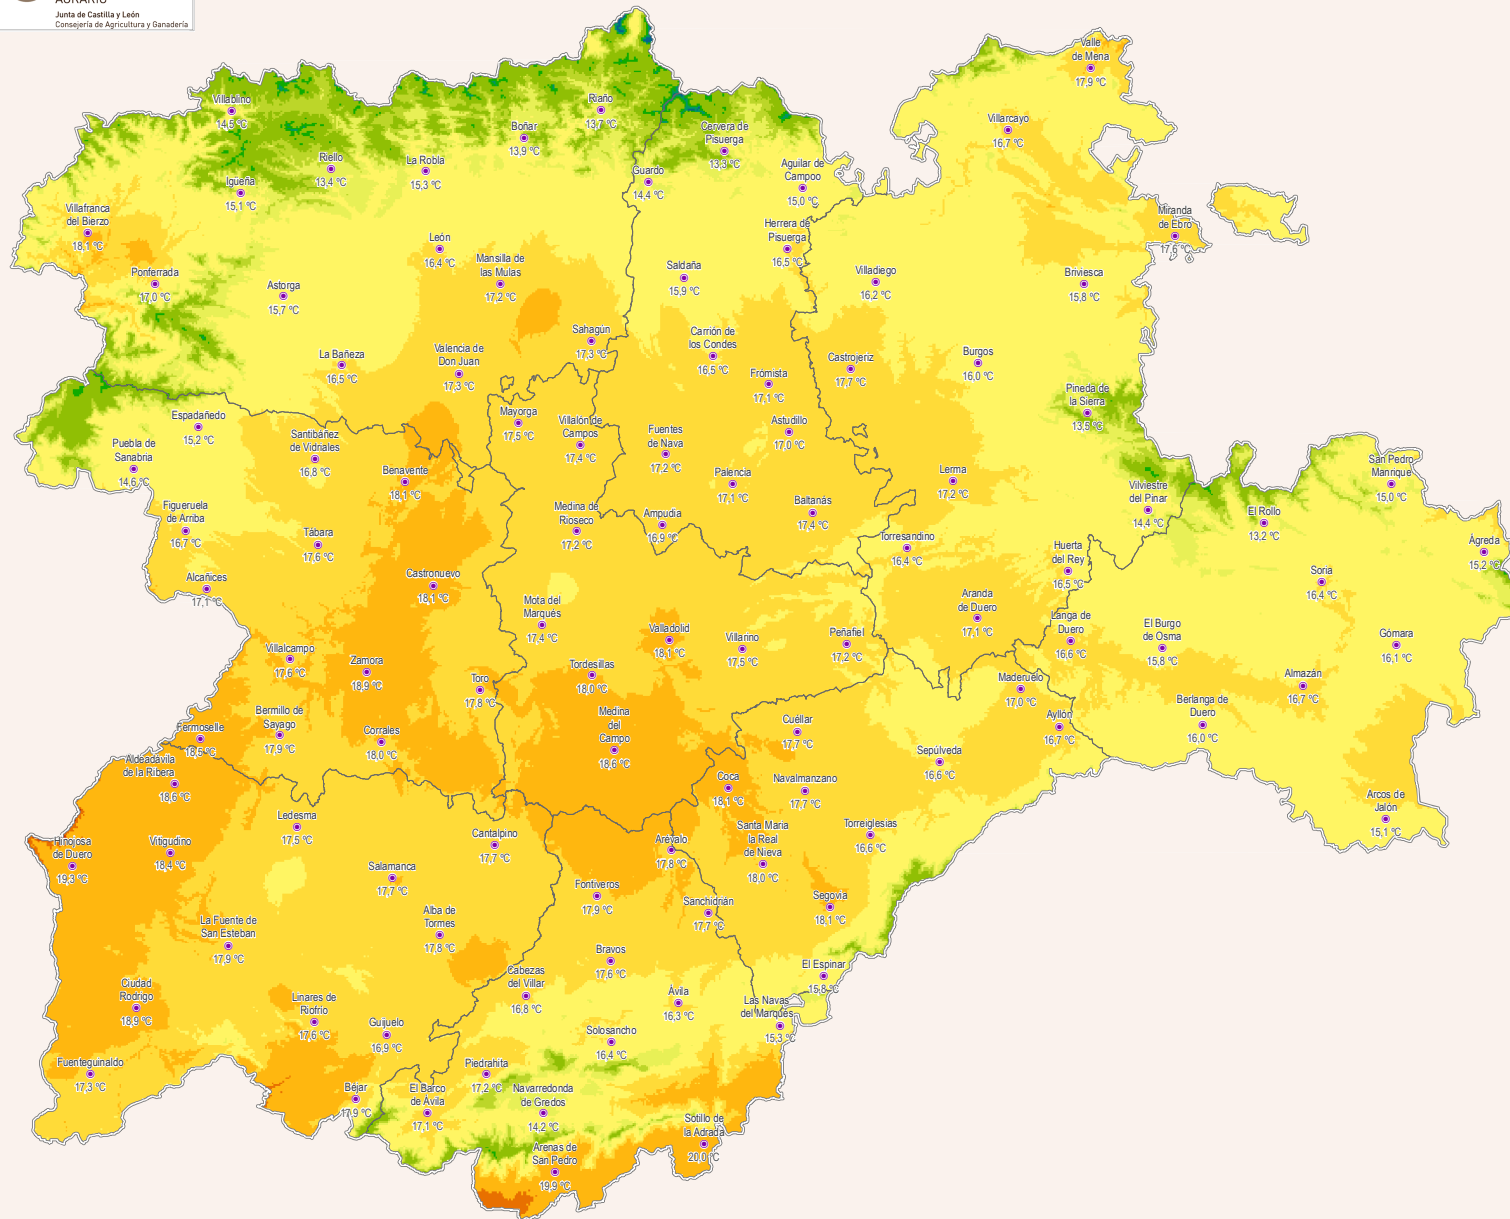 AGRARIO
Junta de Castilla y León
Consejería de Agricultura y Ganadería
Valle
de Mena
17,9 ºC
Villablino
14,5 ºC
Riaño
13,7 ºC
Boñar
13,9 ºC
Villarcayo
16,7 ºC
Cervera de
Pisuerga
13,3 ºC
Riello
13,4 ºC
La Robla
15,3 ºC
Guardo
14,4 ºC
Aguilar de
Campoo
15,0 ºC
Igüeña
15,1 ºC
Villafranca
del Bierzo
18,1 ºC
León
16,4 ºC
Herrera de
Pisuerga
16,5 ºC
Miranda
de Ebro
17,6 ºC
Ponferrada
17,0 ºC
Astorga
15,7 ºC
Mansilla de
las Mulas
17,2 ºC
Saldaña
15,9 ºC
Villadiego
16,2 ºC
Briviesca
15,8 ºC
Sahagún
17,3 ºC
La Bañeza
16,5 ºC
Valencia de
Don Juan
17,3 ºC
Carrión de
los Condes
16,5 ºC
Frómista
17,1 ºC
Castrojeriz
17,7 ºC
Burgos
16,0 ºC
Pineda de
la Sierra
13,5 ºC
Espadañedo
15,2 ºC
Mayorga
17,5 ºC
Villalón de
Campos
17,4 ºC
Fuentes
de Nava
17,2 ºC
Astudillo
17,0 ºC
Puebla de
Sanabria
14,6 ºC
Santibáñez
de Vidriales
16,8 ºC
Benavente
18,1 ºC
Palencia
17,1 ºC
Lerma
17,2 ºC
Vilviestre
del Pinar
14,4 ºC
San Pedro
Manrique
15,0 ºC
Figueruela
de Arriba
16,7 ºC
Tábara
17,6 ºC
Medina de
Rioseco
17,2 ºC
Ampudia
16,9 ºC
Baltanás
17,4 ºC
El Rollo
13,2 ºC
Torresandino
16,4 ºC
Huerta
del Rey
16,5 ºC
Ágreda
15,2 ºC
Alcañices
17,1 ºC
Castronuevo
18,1 ºC
Soria
16,4 ºC
Mota del
Marqués
17,4 ºC
Valladolid
18,1 ºC
Villarino
17,5 ºC
Peñafiel
17,2 ºC
Aranda
de Duero
17,1 ºC
Langa de
Duero
16,6 ºC
El Burgo
de Osma
15,8 ºC
Gómara
16,1 ºC
Villalcampo
17,6 ºC
Zamora
18,9 ºC
Toro
17,8 ºC
Tordesillas
18,0 ºC
Maderuelo
17,0 ºC
Almazán
16,7 ºC
Fermoselle
18,5 ºC
Bermillo de
Sayago
17,9 ºC
Corrales
18,0 ºC
Medina
del
Campo
18,6 ºC
Cuéllar
17,7 ºC
Ayllón
16,7 ºC
Berlanga de
Duero
16,0 ºC
Aldeadávila
de la Ribera
18,6 ºC
Sepúlveda
16,6 ºC
Coca
18,1 ºC
Navalmanzano
17,7 ºC
Arcos de
Jalón
15,1 ºC
Ledesma
17,5 ºC
Hinojosa
de Duero
19,3 ºC
Vitigudino
18,4 ºC
Cantalpino
17,7 ºC
Arévalo
17,8 ºC
Santa Maria
la Real
de Nieva
18,0 ºC
Torreiglesias
16,6 ºC
Salamanca
17,7 ºC
Fontiveros
17,9 ºC
Sanchidrián
17,7 ºC
Segovia
18,1 ºC
La Fuente de
San Esteban
17,9 ºC
Alba de
Tormes
17,8 ºC
Bravos
17,6 ºC
El Espinar
15,8 ºC
Ciudad
Rodrigo
18,9 ºC
Linares de
Riofrío
17,6 ºC
Cabezas
del Villar
16,8 ºC
Ávila
16,3 ºC
Las Navas
del Marqués
15,3 ºC
Guijuelo
16,9 ºC
Solosancho
16,4 ºC
Fuenteguinaldo
17,3 ºC
Béjar
17,9 ºC
El Barco
de Ávila
17,1 ºC
Piedrahita
17,2 ºC
Navarredonda
de Gredos
14,2 ºC
Sotillo de
la Adrada
20,0 ºC
Arenas de
San Pedro
19,9 ºC